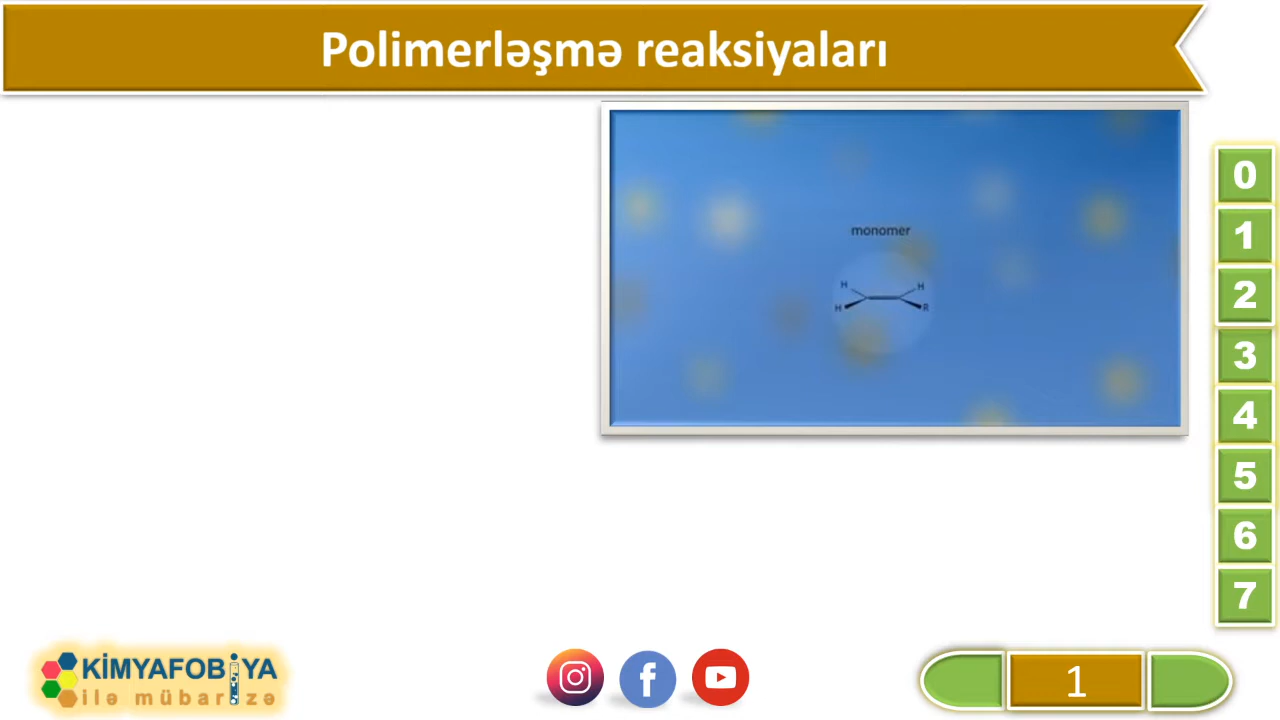 Polimerləşmə reaksiyaları
monomer
H
H
H
R
0
1
2
3
4
5
6
7
KİMYAFOBİYA
ilə mübarizə
1